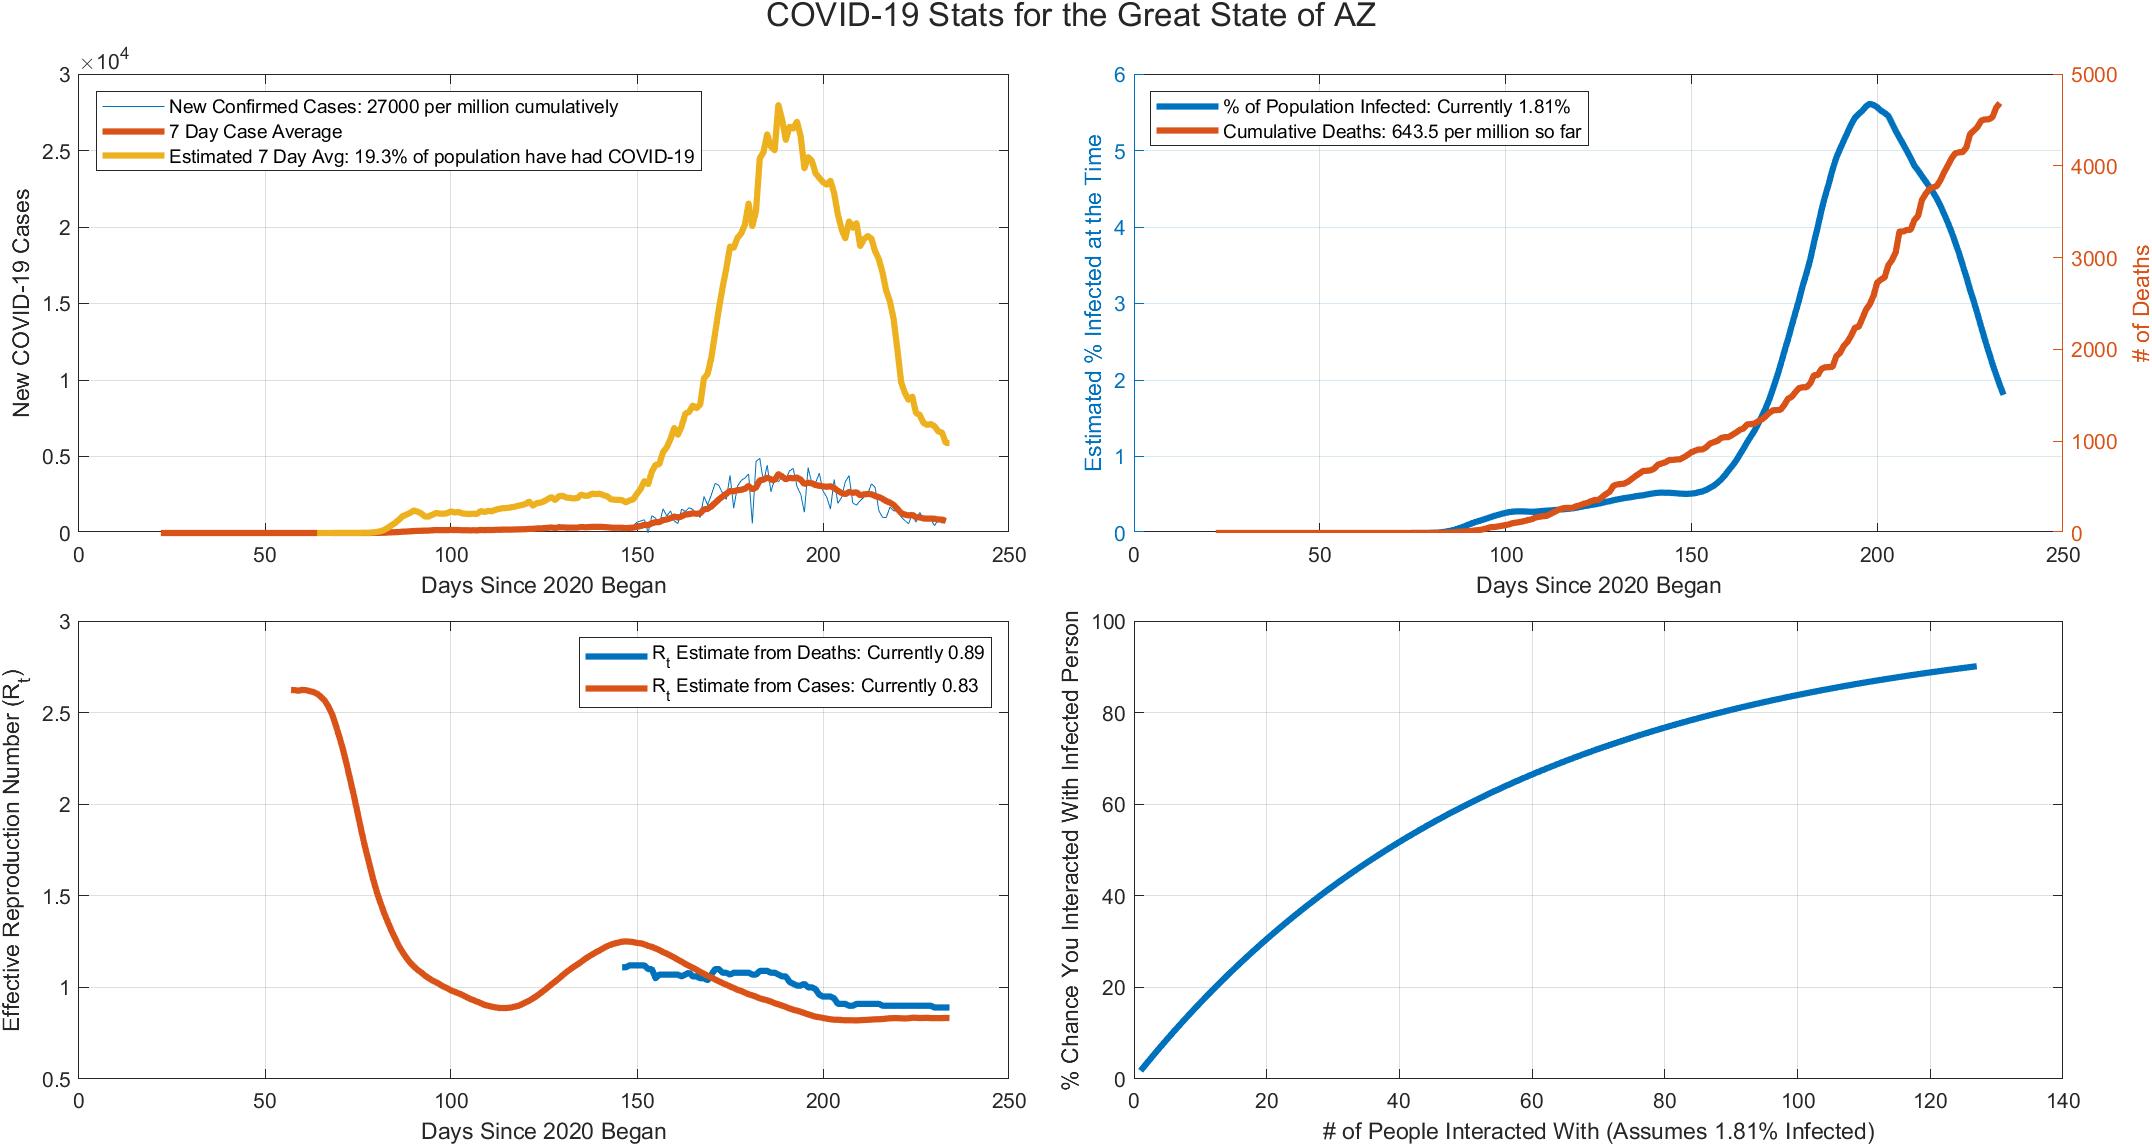 COVID-19 Stats for the Great State of AZ
×10⁴
3
2.5
2
1.5
1
0.5
0
New COVID-19 Cases
New Confirmed Cases: 27000 per million cumulatively
7 Day Case Average
Estimated 7 Day Avg: 19.3% of population have had COVID-19
0 50 100 150 200 250
Days Since 2020 Began
6
5
4
3
2
1
0
Estimated % Infected at the Time
% of Population Infected: Currently 1.81%
Cumulative Deaths: 643.5 per million so far
5000
4000
3000
2000
1000
0
# of Deaths
0 50 100 150 200 250
Days Since 2020 Began
3
2.5
2
1.5
1
0.5
Effective Reproduction Number (Rt)
Rt Estimate from Deaths: Currently 0.89
Rt Estimate from Cases: Currently 0.83
0 50 100 150 200 250
Days Since 2020 Began
100
80
60
40
20
0
% Chance You Interacted With Infected Person
0 20 40 60 80 100 120 140
# of People Interacted With (Assumes 1.81% Infected)